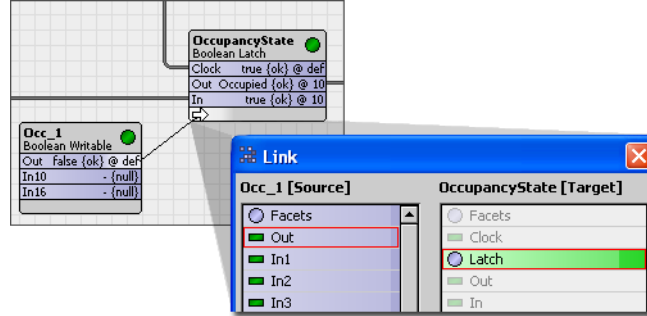 OccupancyState
Boolean Latch
Clock true {ok} @ def
Out Occupied {ok} @ 10
In true {ok} @ 10
Occ_1
Boolean Writable
Out false {ok} @ def
In10 - {null}
In16 - {null}
Link
Occ_1 [Source]
OccupancyState [Target]
Facets
Out
In1
In2
In3
Facets
Clock
Latch
Out
In